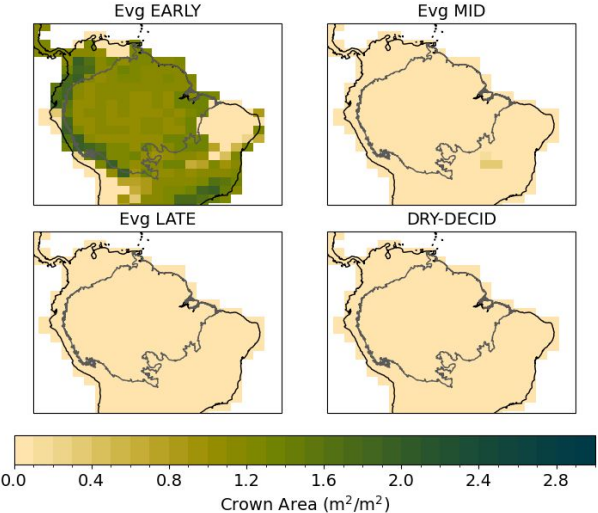 Evg EARLY
Evg MID
Evg LATE
DRY-DECID
0.0 0.4 0.8 1.2 1.6 2.0 2.4 2.8
Crown Area (m²/m²)